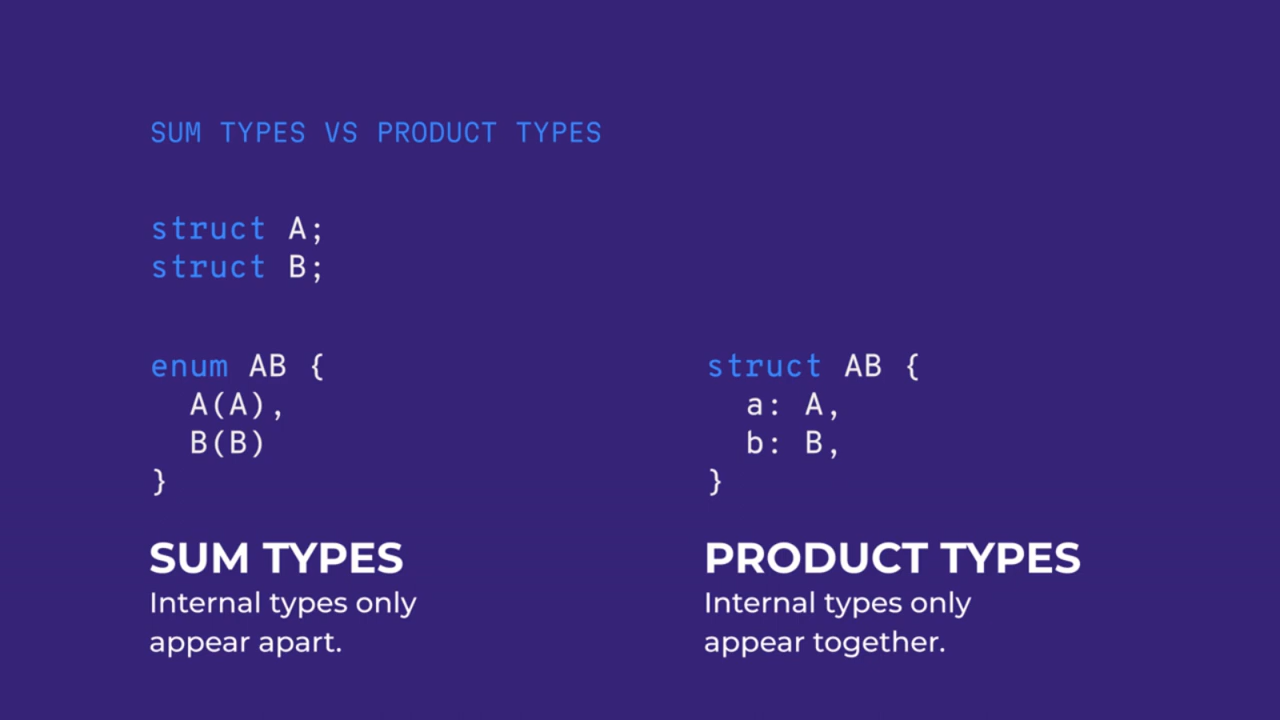 SUM TYPES VS PRODUCT TYPES
struct A;
struct B;
enum AB {
  A(A),
  B(B)
}
SUM TYPES
Internal types only
appear apart.
struct AB {
  a: A,
  b: B,
}
PRODUCT TYPES
Internal types only
appear together.